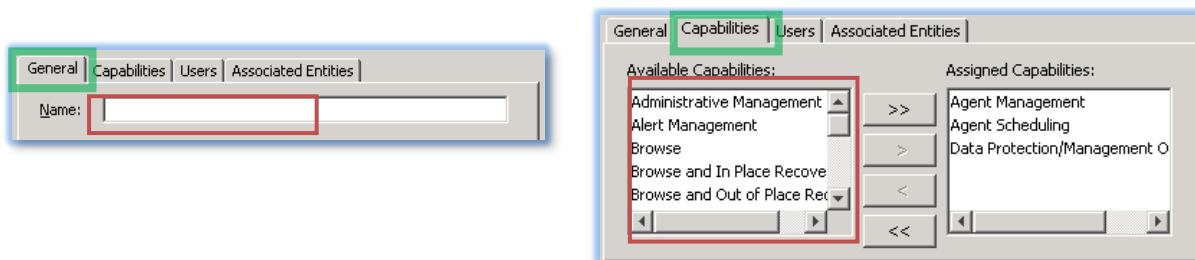 General Capabilities Users Associated Entities
Name:
General Capabilities Users Associated Entities
Available Capabilities:
Administrative Management
Alert Management
Browse
Browse and In Place Recove
Browse and Out of Place Rec
>>
>
<
<<
Assigned Capabilities:
Agent Management
Agent Scheduling
Data Protection/Management O